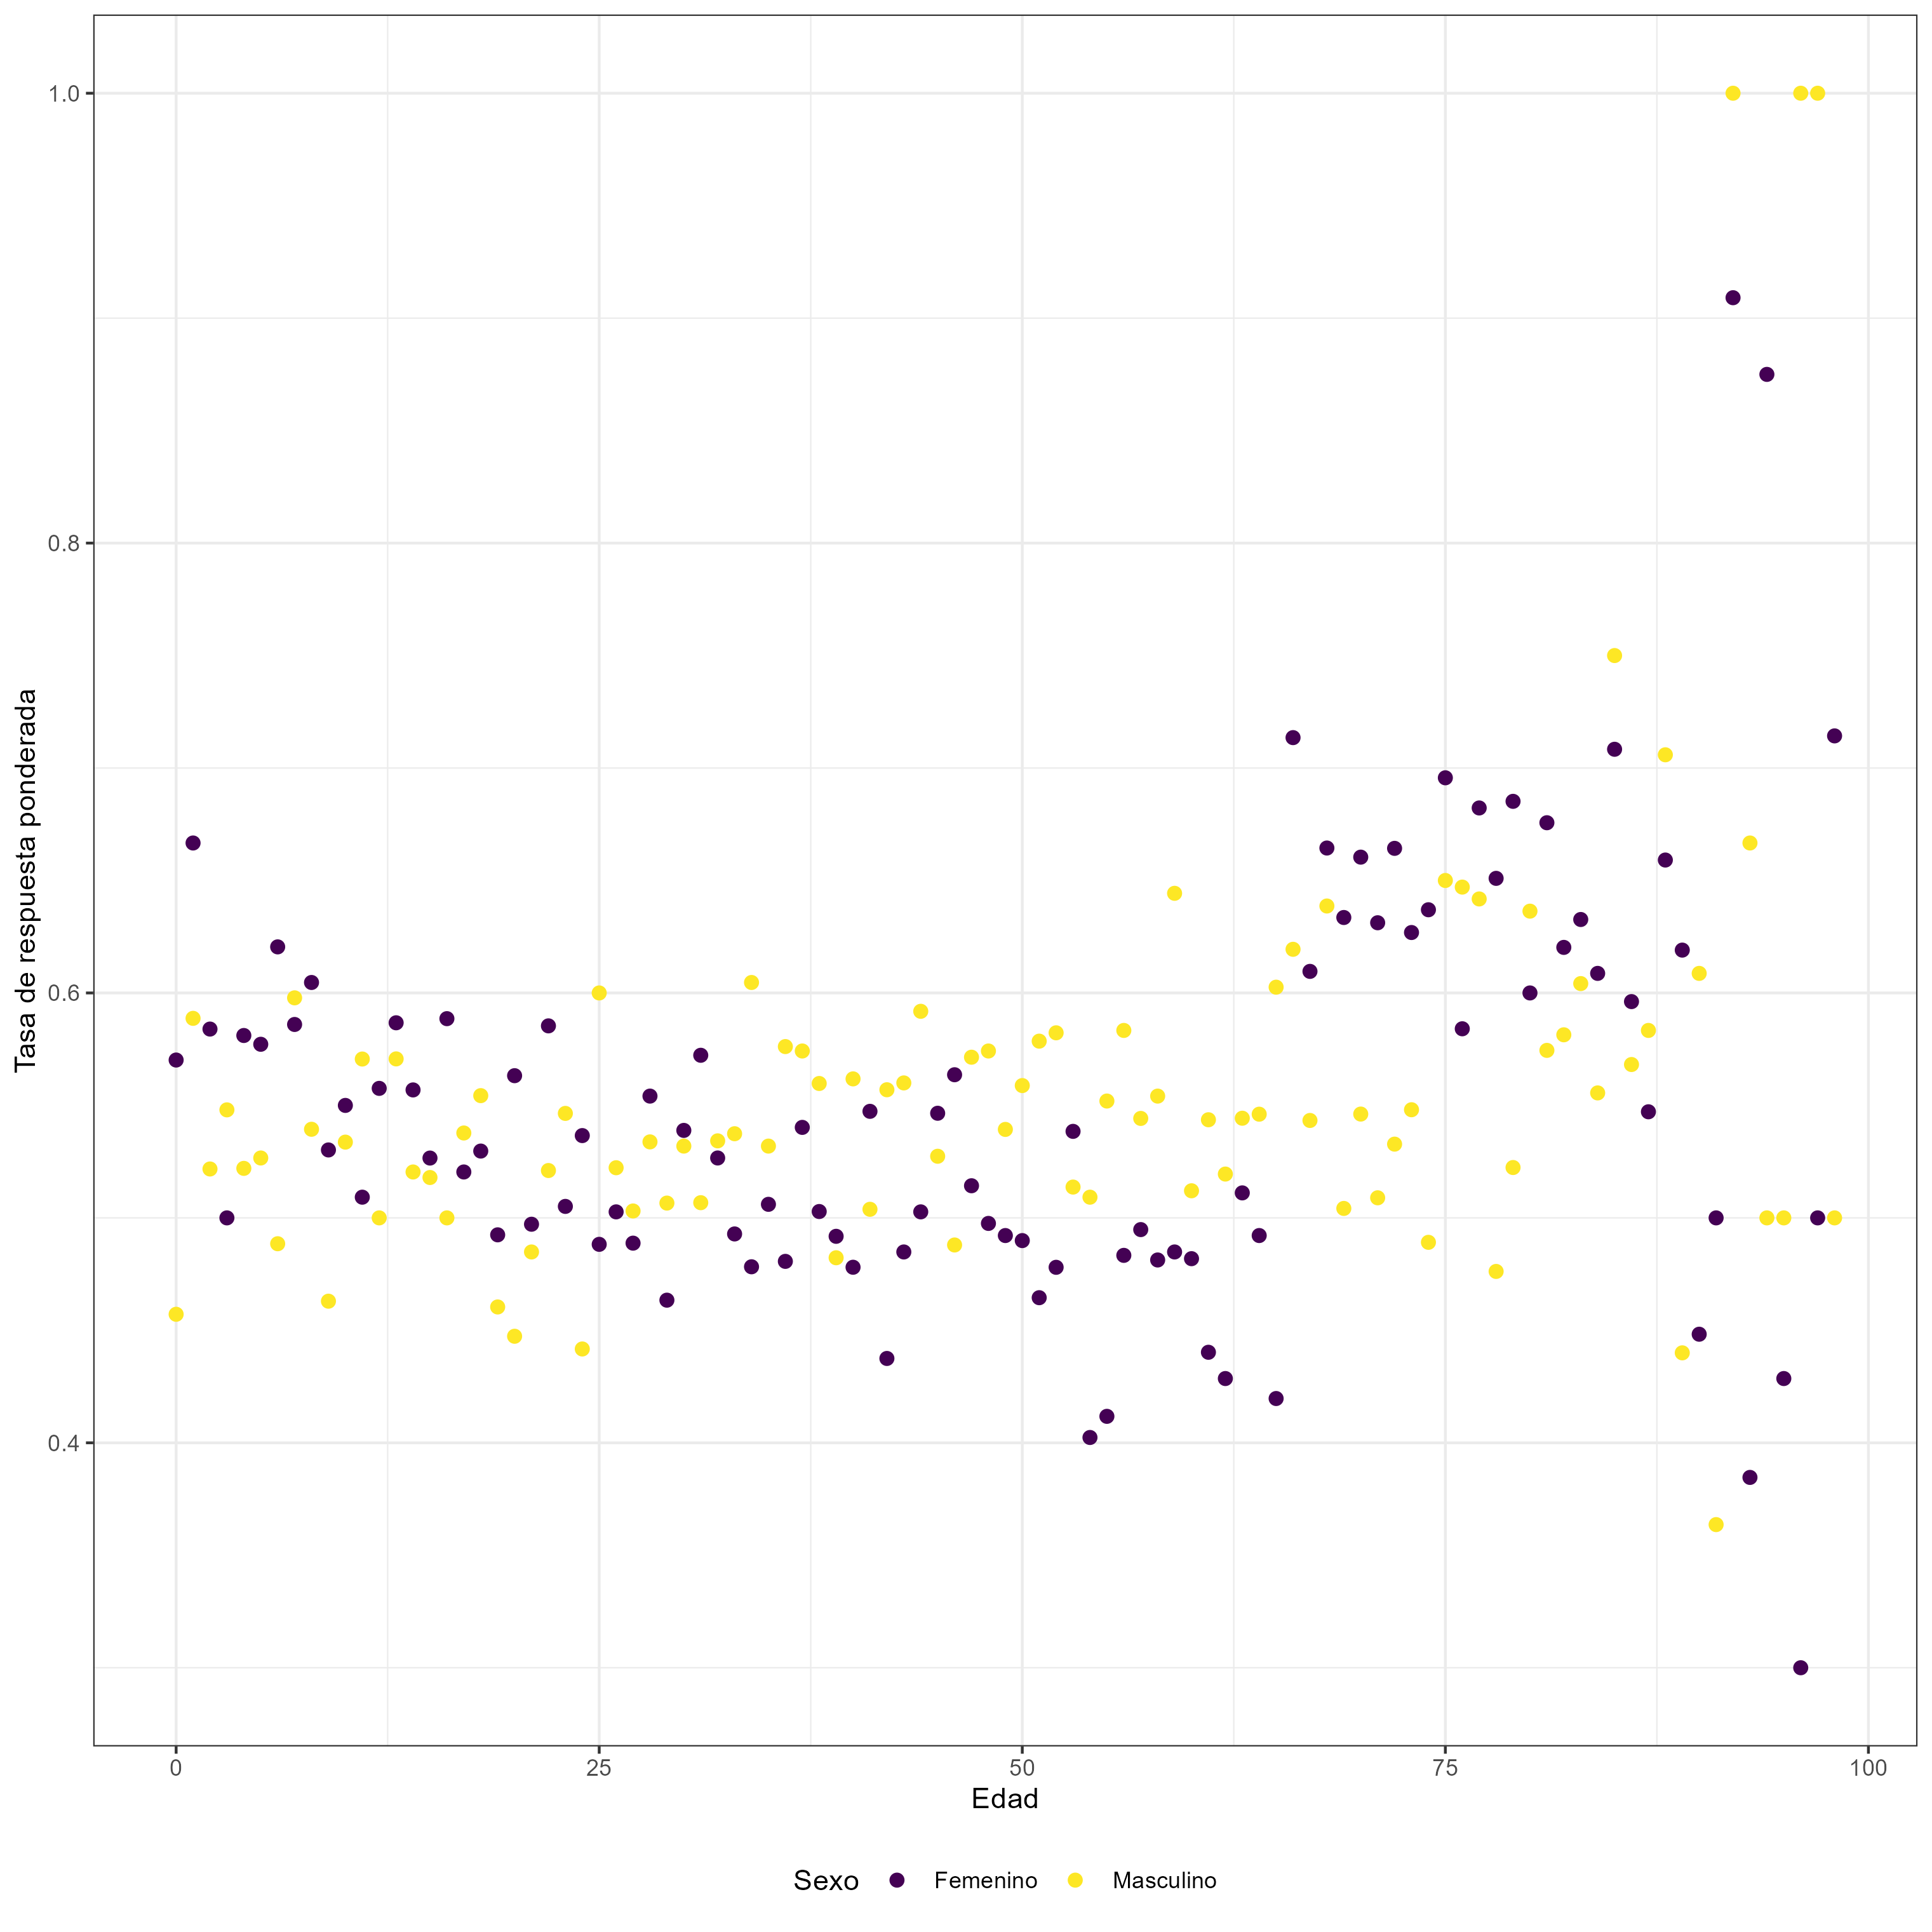 Tasa de respuesta ponderada
1.0
0.8
0.6
0.4
0 25 50 75 100
Edad
Sexo Femenino Masculino